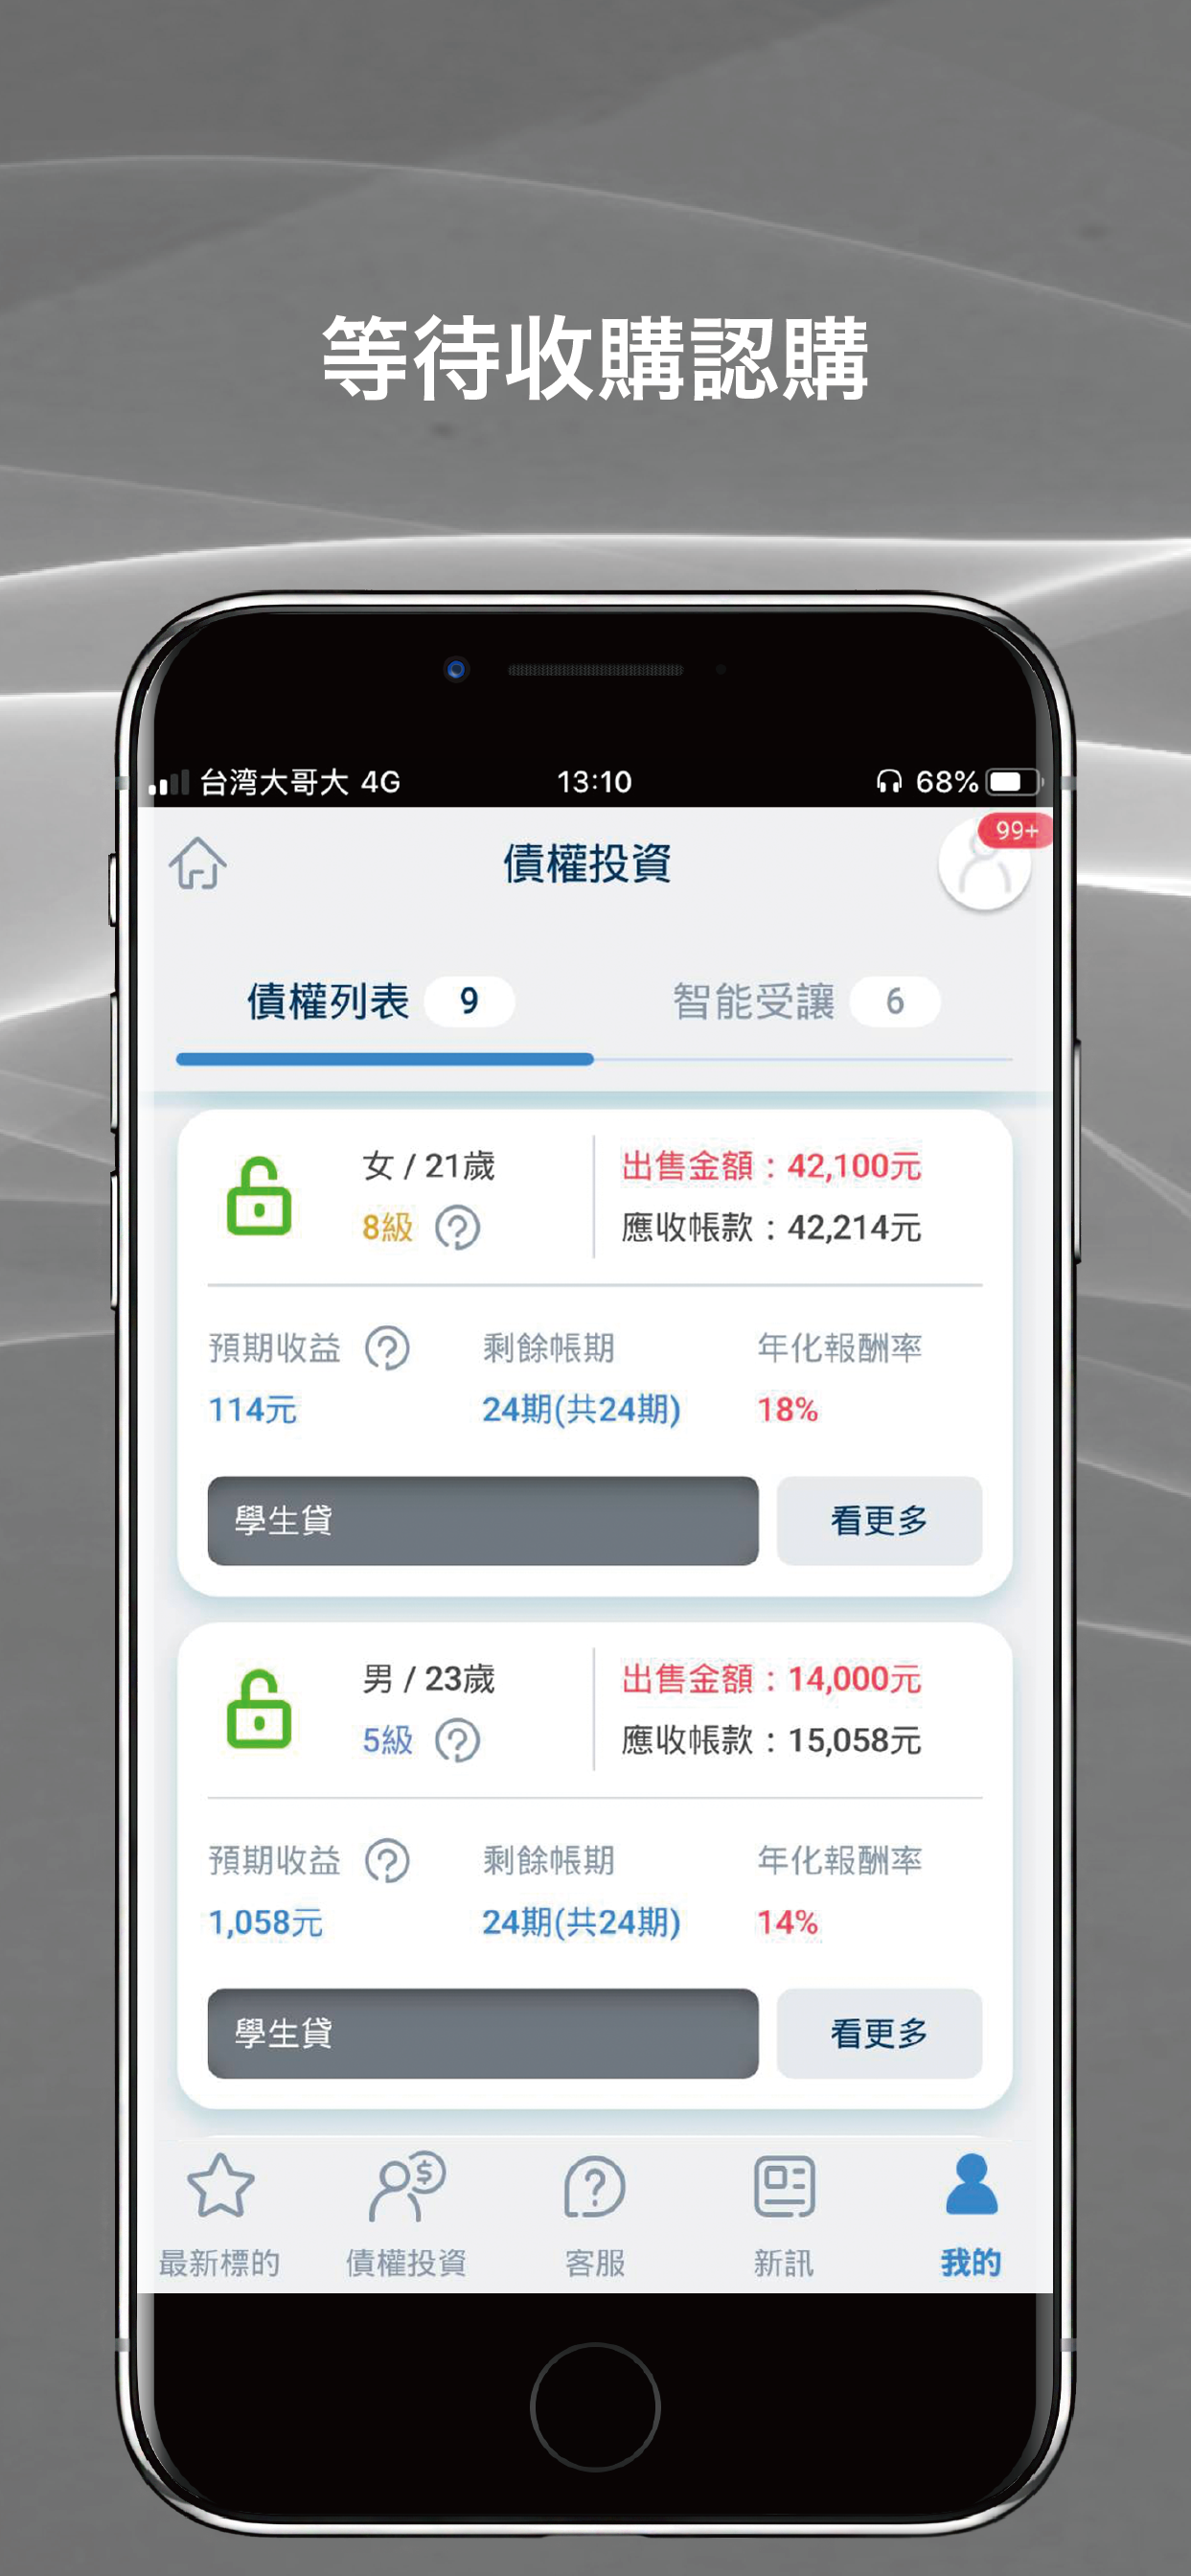 等待收購認購
台湾大哥大 4G 13:10 68%
99+
債權投資
債權列表 9 智能受讓 6
女 / 21歲 出售金額：42,100元
8級 應收帳款：42,214元
預期收益 剩餘帳期 年化報酬率
114元 24期(共24期) 18%
學生貸 看更多
男 / 23歲 出售金額：14,000元
5級 應收帳款：15,058元
預期收益 剩餘帳期 年化報酬率
1,058元 24期(共24期) 14%
學生貸 看更多
最新標的 債權投資 客服 新訊 我的